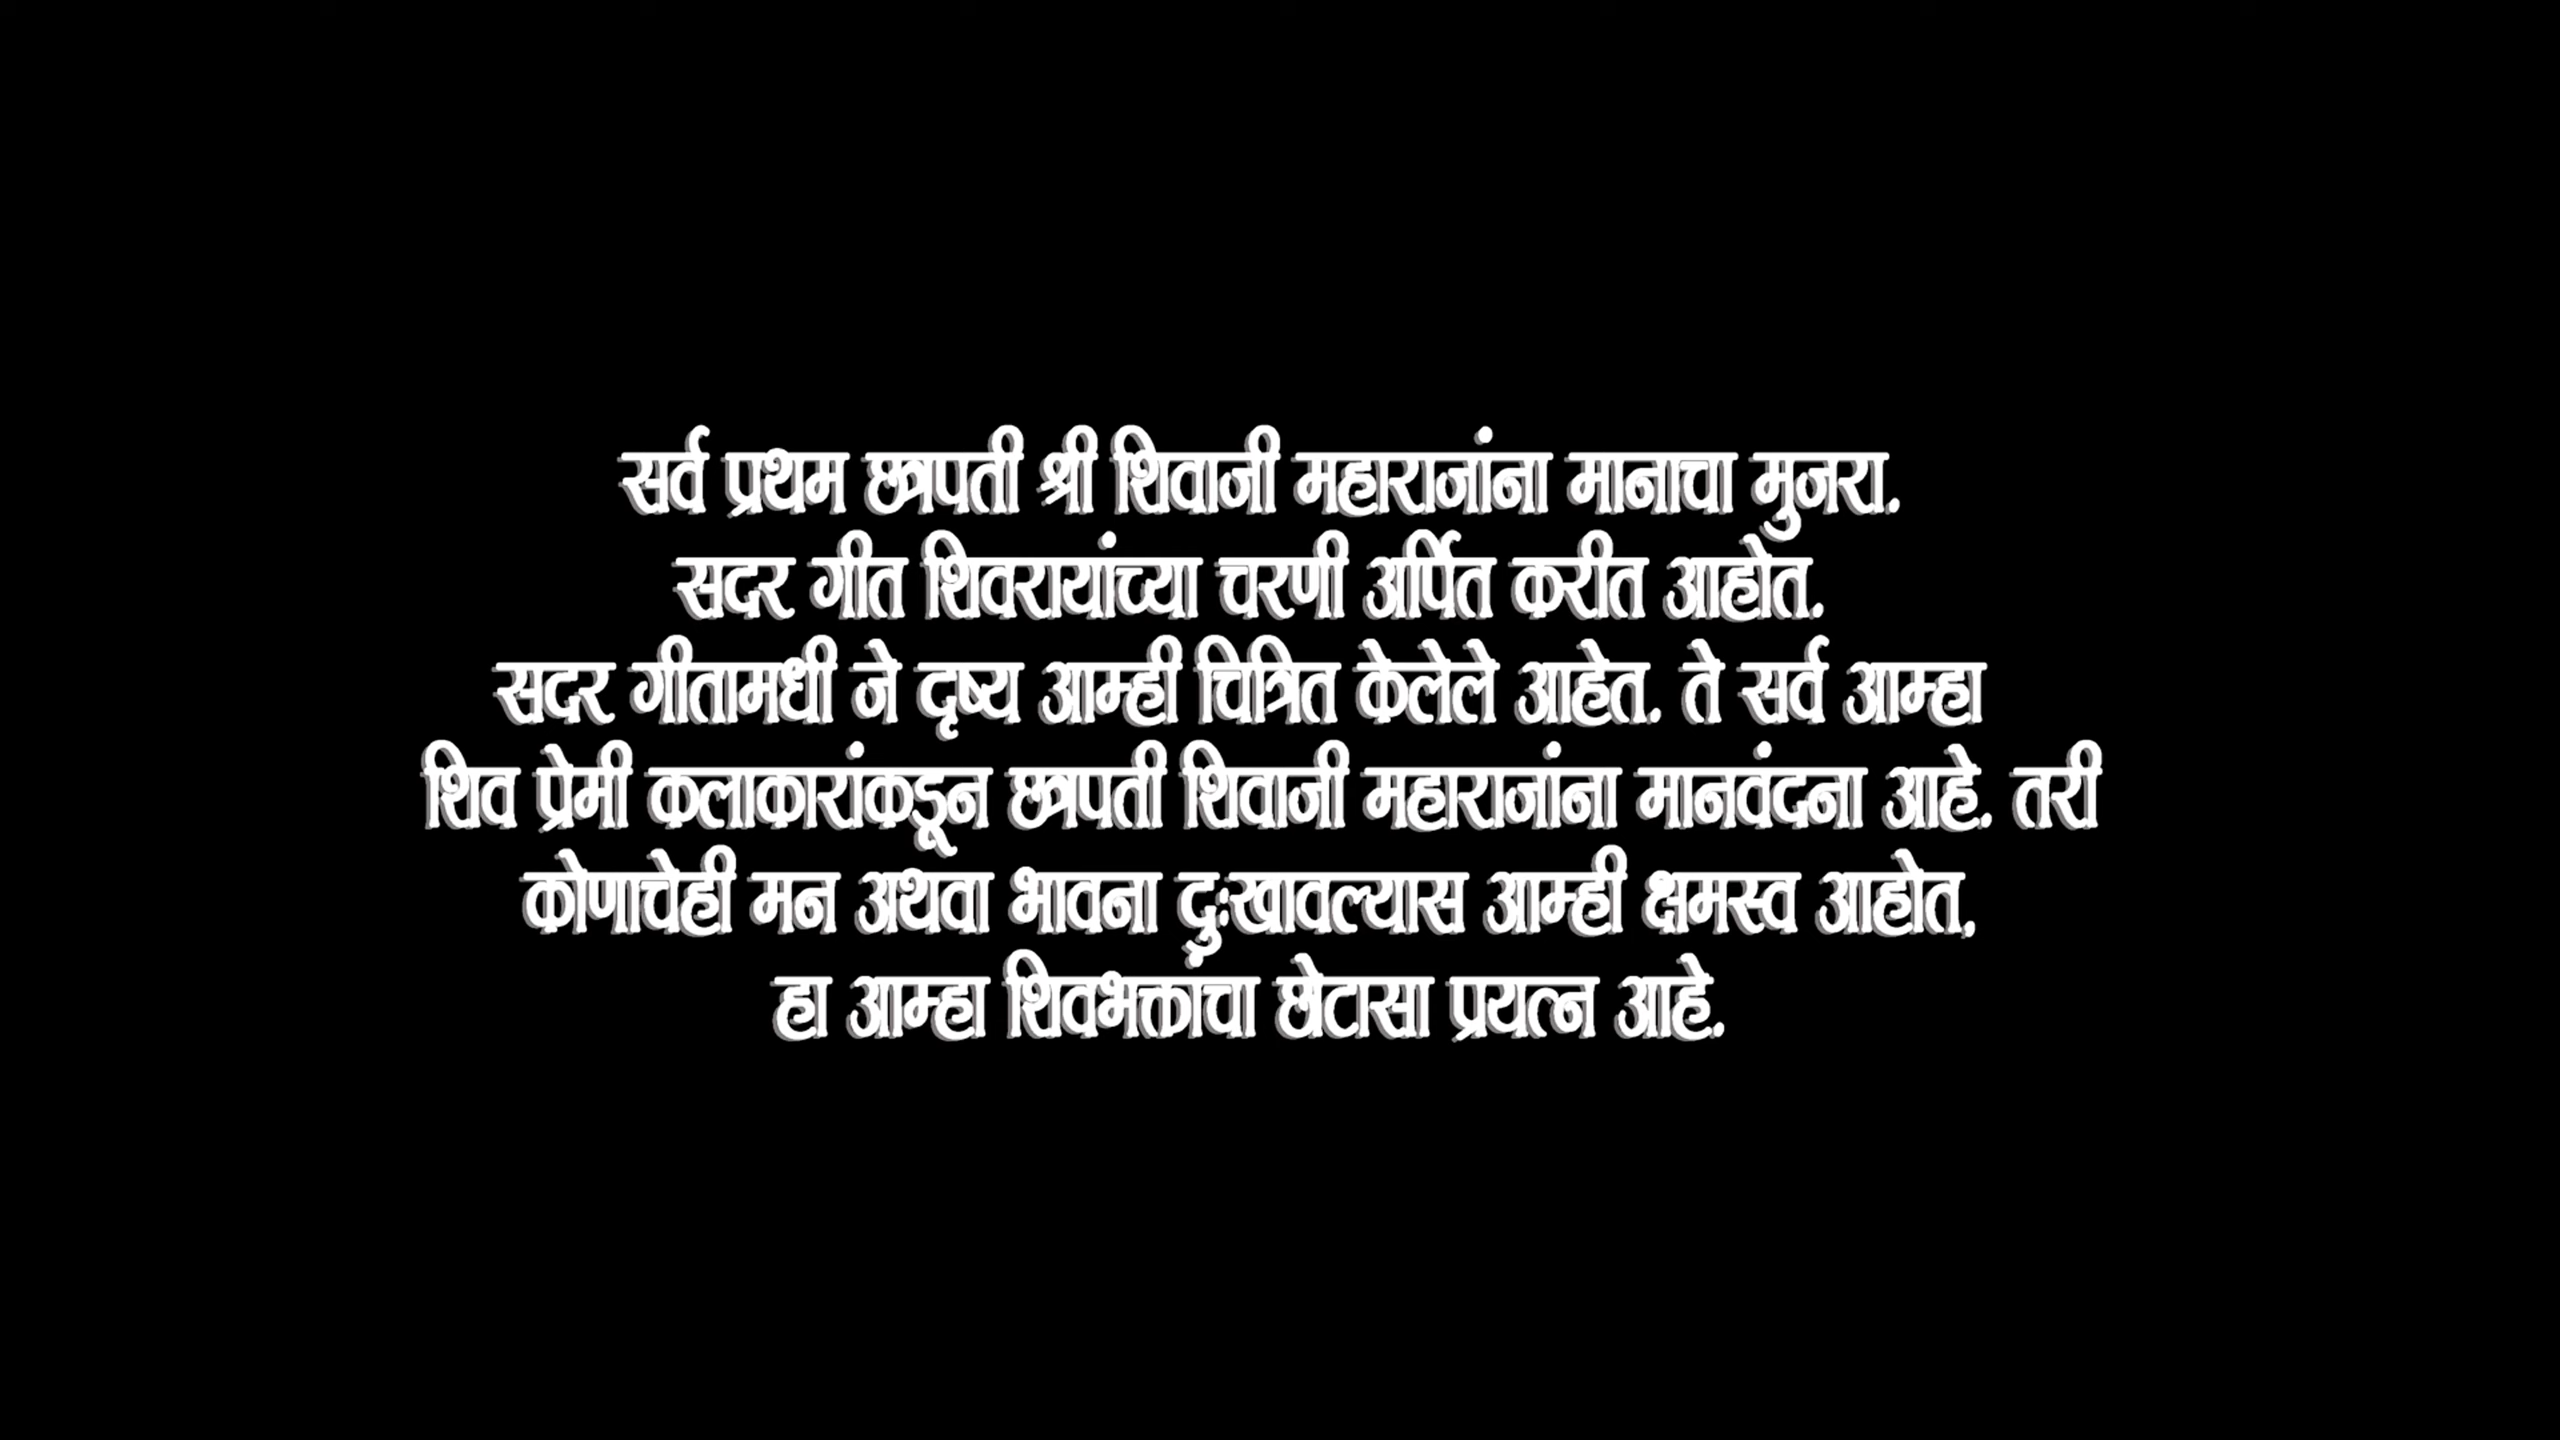 सर्व प्रथम छत्रपती श्री शिवाजी महाराजांना मानाचा मुजरा.
सदर गीत शिवरायांच्या चरणी अर्पित करीत आहोत.
सदर गीतामधी जे दृष्य आम्ही चित्रित केलेले आहेत. ते सर्व आम्हा
शिव प्रेमी कलाकारांकडून छत्रपती शिवाजी महाराजांना मानवंदना आहे. तरी
कोणाचेही मन अथवा भावना दुःखावल्यास आम्ही क्षमस्व आहोत,
हा आम्हा शिवभक्तांचा छोटासा प्रयत्न आहे.